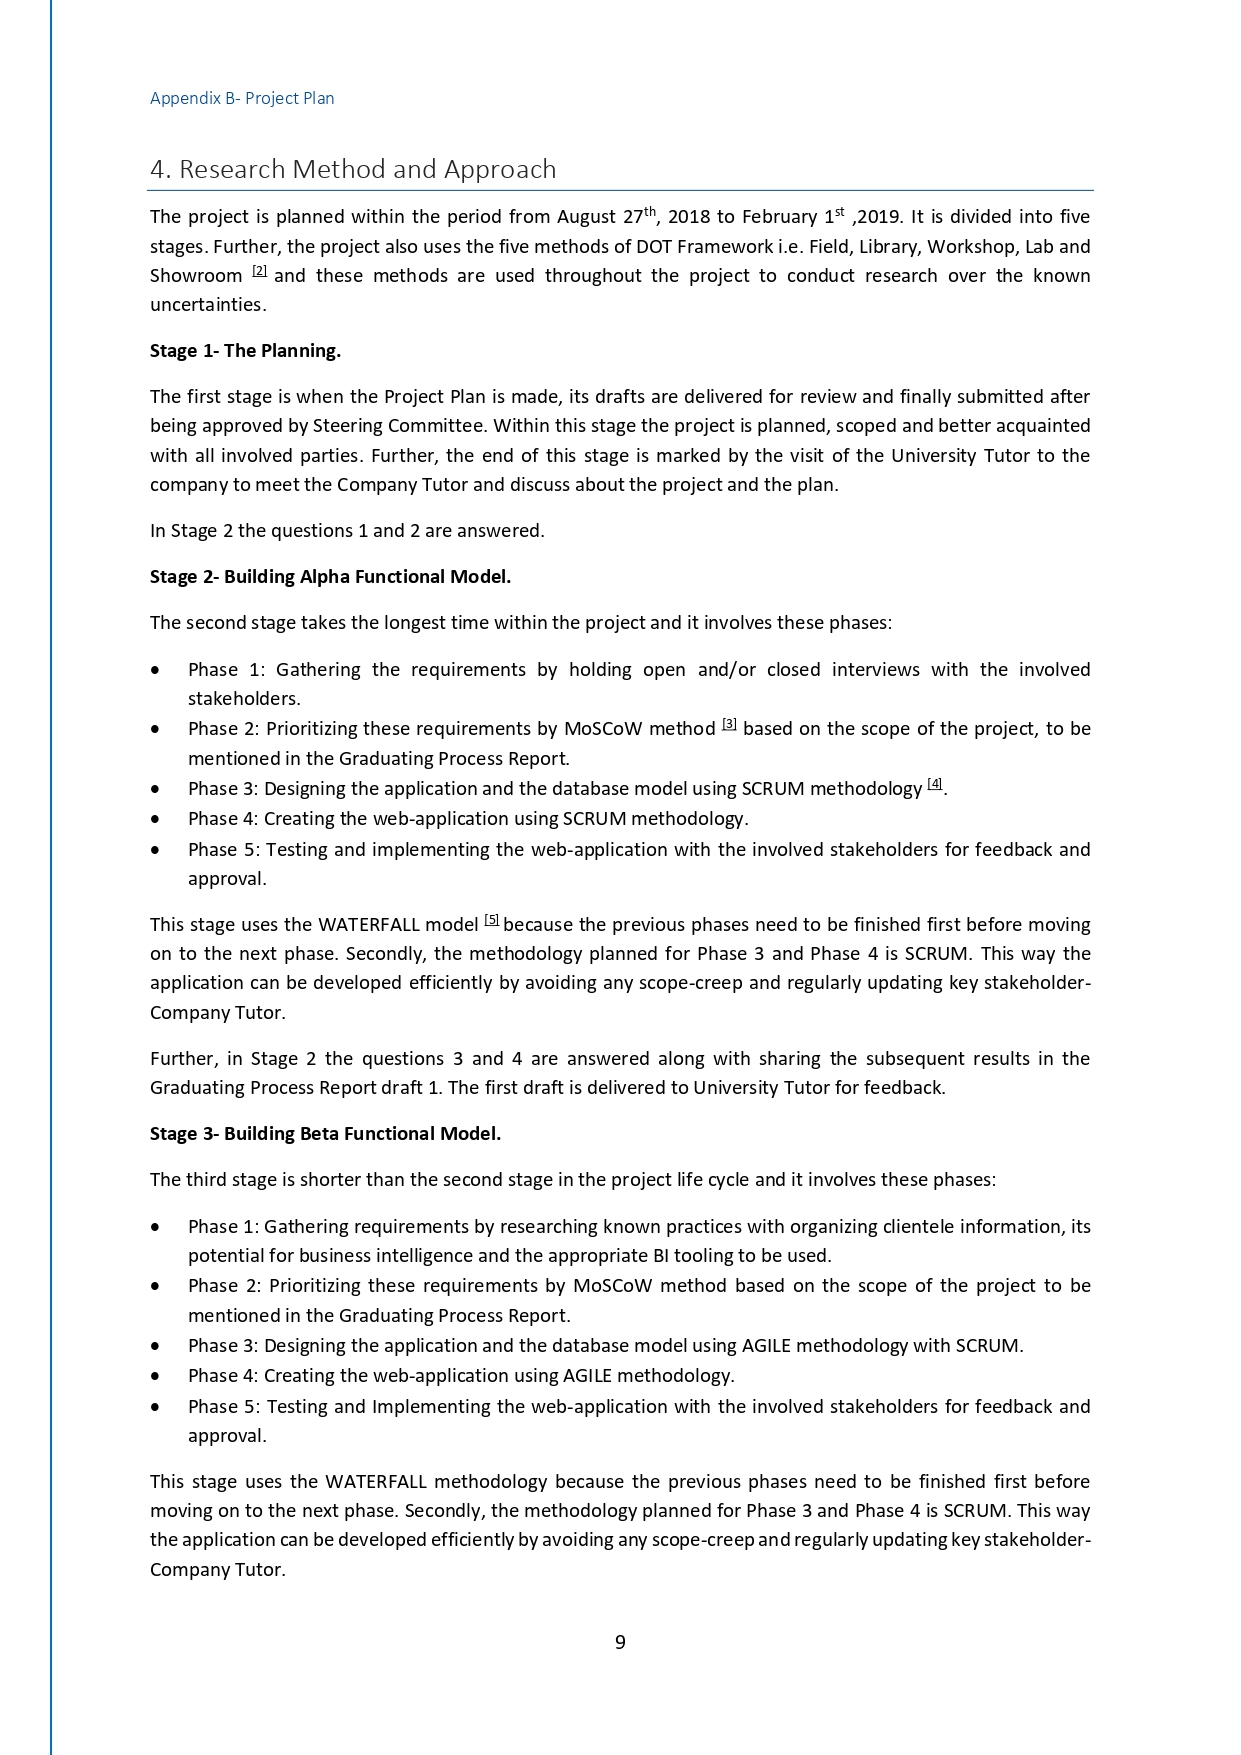 Appendix B- Project Plan
4. Research Method and Approach
The project is planned within the period from August 27th, 2018 to February 1st ,2019. It is divided into five
stages. Further, the project also uses the five methods of DOT Framework i.e. Field, Library, Workshop, Lab and
Showroom [2] and these methods are used throughout the project to conduct research over the known
uncertainties.
Stage 1- The Planning.
The first stage is when the Project Plan is made, its drafts are delivered for review and finally submitted after
being approved by Steering Committee. Within this stage the project is planned, scoped and better acquainted
with all involved parties. Further, the end of this stage is marked by the visit of the University Tutor to the
company to meet the Company Tutor and discuss about the project and the plan.
In Stage 2 the questions 1 and 2 are answered.
Stage 2- Building Alpha Functional Model.
The second stage takes the longest time within the project and it involves these phases:
• Phase 1: Gathering the requirements by holding open and/or closed interviews with the involved
stakeholders.
• Phase 2: Prioritizing these requirements by MoSCoW method [3] based on the scope of the project, to be
mentioned in the Graduating Process Report.
• Phase 3: Designing the application and the database model using SCRUM methodology [4].
• Phase 4: Creating the web-application using SCRUM methodology.
• Phase 5: Testing and implementing the web-application with the involved stakeholders for feedback and
approval.
This stage uses the WATERFALL model [5] because the previous phases need to be finished first before moving
on to the next phase. Secondly, the methodology planned for Phase 3 and Phase 4 is SCRUM. This way the
application can be developed efficiently by avoiding any scope-creep and regularly updating key stakeholder-
Company Tutor.
Further, in Stage 2 the questions 3 and 4 are answered along with sharing the subsequent results in the
Graduating Process Report draft 1. The first draft is delivered to University Tutor for feedback.
Stage 3- Building Beta Functional Model.
The third stage is shorter than the second stage in the project life cycle and it involves these phases:
• Phase 1: Gathering requirements by researching known practices with organizing clientele information, its
potential for business intelligence and the appropriate BI tooling to be used.
• Phase 2: Prioritizing these requirements by MoSCoW method based on the scope of the project to be
mentioned in the Graduating Process Report.
• Phase 3: Designing the application and the database model using AGILE methodology with SCRUM.
• Phase 4: Creating the web-application using AGILE methodology.
• Phase 5: Testing and Implementing the web-application with the involved stakeholders for feedback and
approval.
This stage uses the WATERFALL methodology because the previous phases need to be finished first before
moving on to the next phase. Secondly, the methodology planned for Phase 3 and Phase 4 is SCRUM. This way
the application can be developed efficiently by avoiding any scope-creep and regularly updating key stakeholder-
Company Tutor.
9